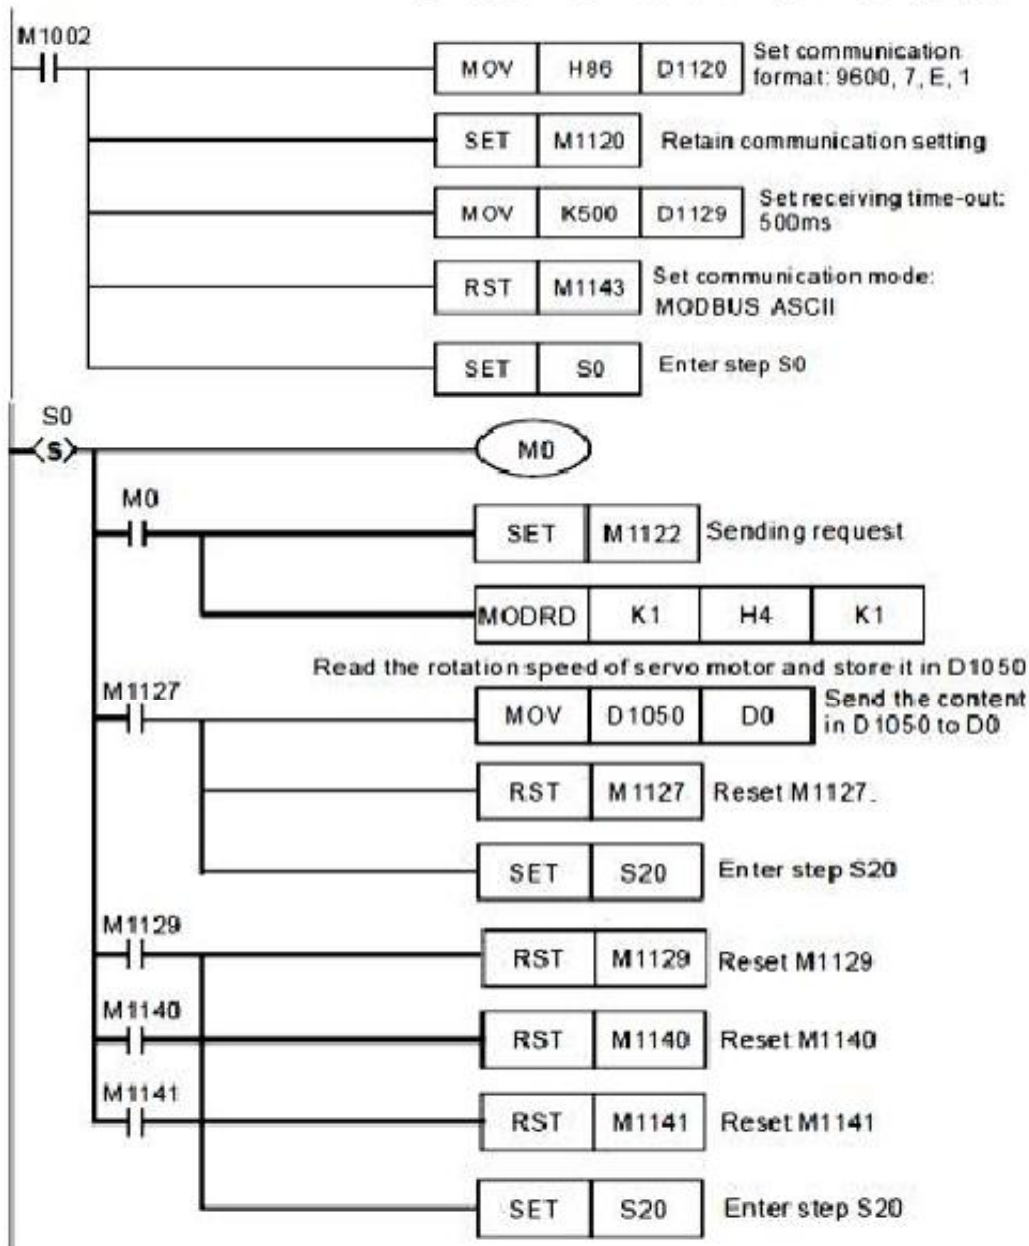 M1002
MOV H86 D1120 Set communication
format: 9600, 7, E, 1
SET M1120 Retain communication setting
MOV K500 D1129 Set receiving time-out:
500ms
RST M1143 Set communication mode:
MODBUS ASCII
SET S0 Enter step S0
S0
S M0
M0
SET M1122 Sending request
MODRD K1 H4 K1
Read the rotation speed of servo motor and store it in D1050
M1127
MOV D1050 D0 Send the content
in D1050 to D0
RST M1127 Reset M1127.
SET S20 Enter step S20
M1129
RST M1129 Reset M1129
M1140
RST M1140 Reset M1140
M1141
RST M1141 Reset M1141
SET S20 Enter step S20